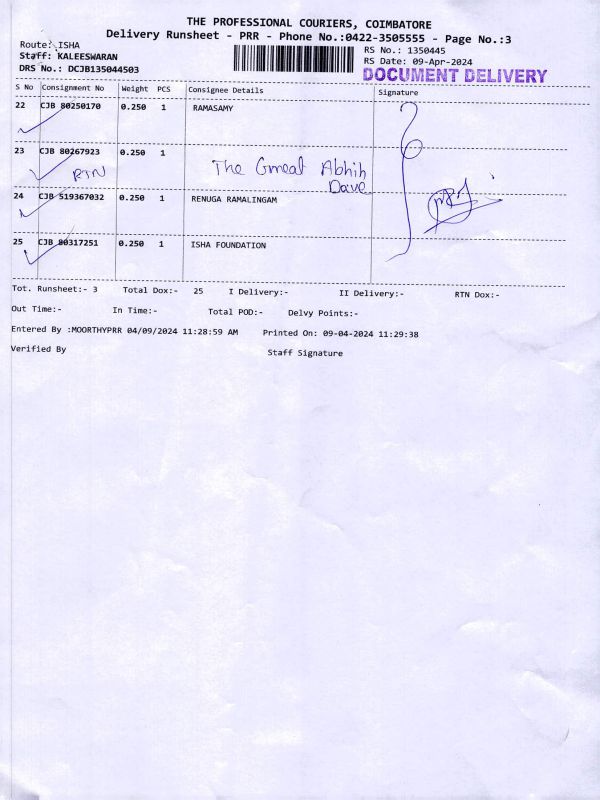 THE PROFESSIONAL COURIERS, COIMBATORE
Delivery Runsheet - PRR - Phone No.:0422-3505555 - Page No.:3
Route: ISHA
RS No.: 1350445
Staff: KALEESWARAN
RS Date: 09-Apr-2024
DRS No.: DCJB135044503
DOCUMENT DELIVERY
S No Consignment No Weight PCS Consignee Details Signature
22 CJB 80250170 0.250 1 RAMASAMY
23 CJB 80267923 0.250 1
RTN The Great Abhih
Dave
24 CJB 519367032 0.250 1 RENUGA RAMALINGAM
25 CJB 80317251 0.250 1 ISHA FOUNDATION
Tot. Runsheet:- 3 Total Dox:- 25 I Delivery:- II Delivery:- RTN Dox:-
Out Time:- In Time:- Total POD:- Delvy Points:-
Entered By :MOORTHYPRR 04/09/2024 11:28:59 AM Printed On: 09-04-2024 11:29:38
Verified By Staff Signature